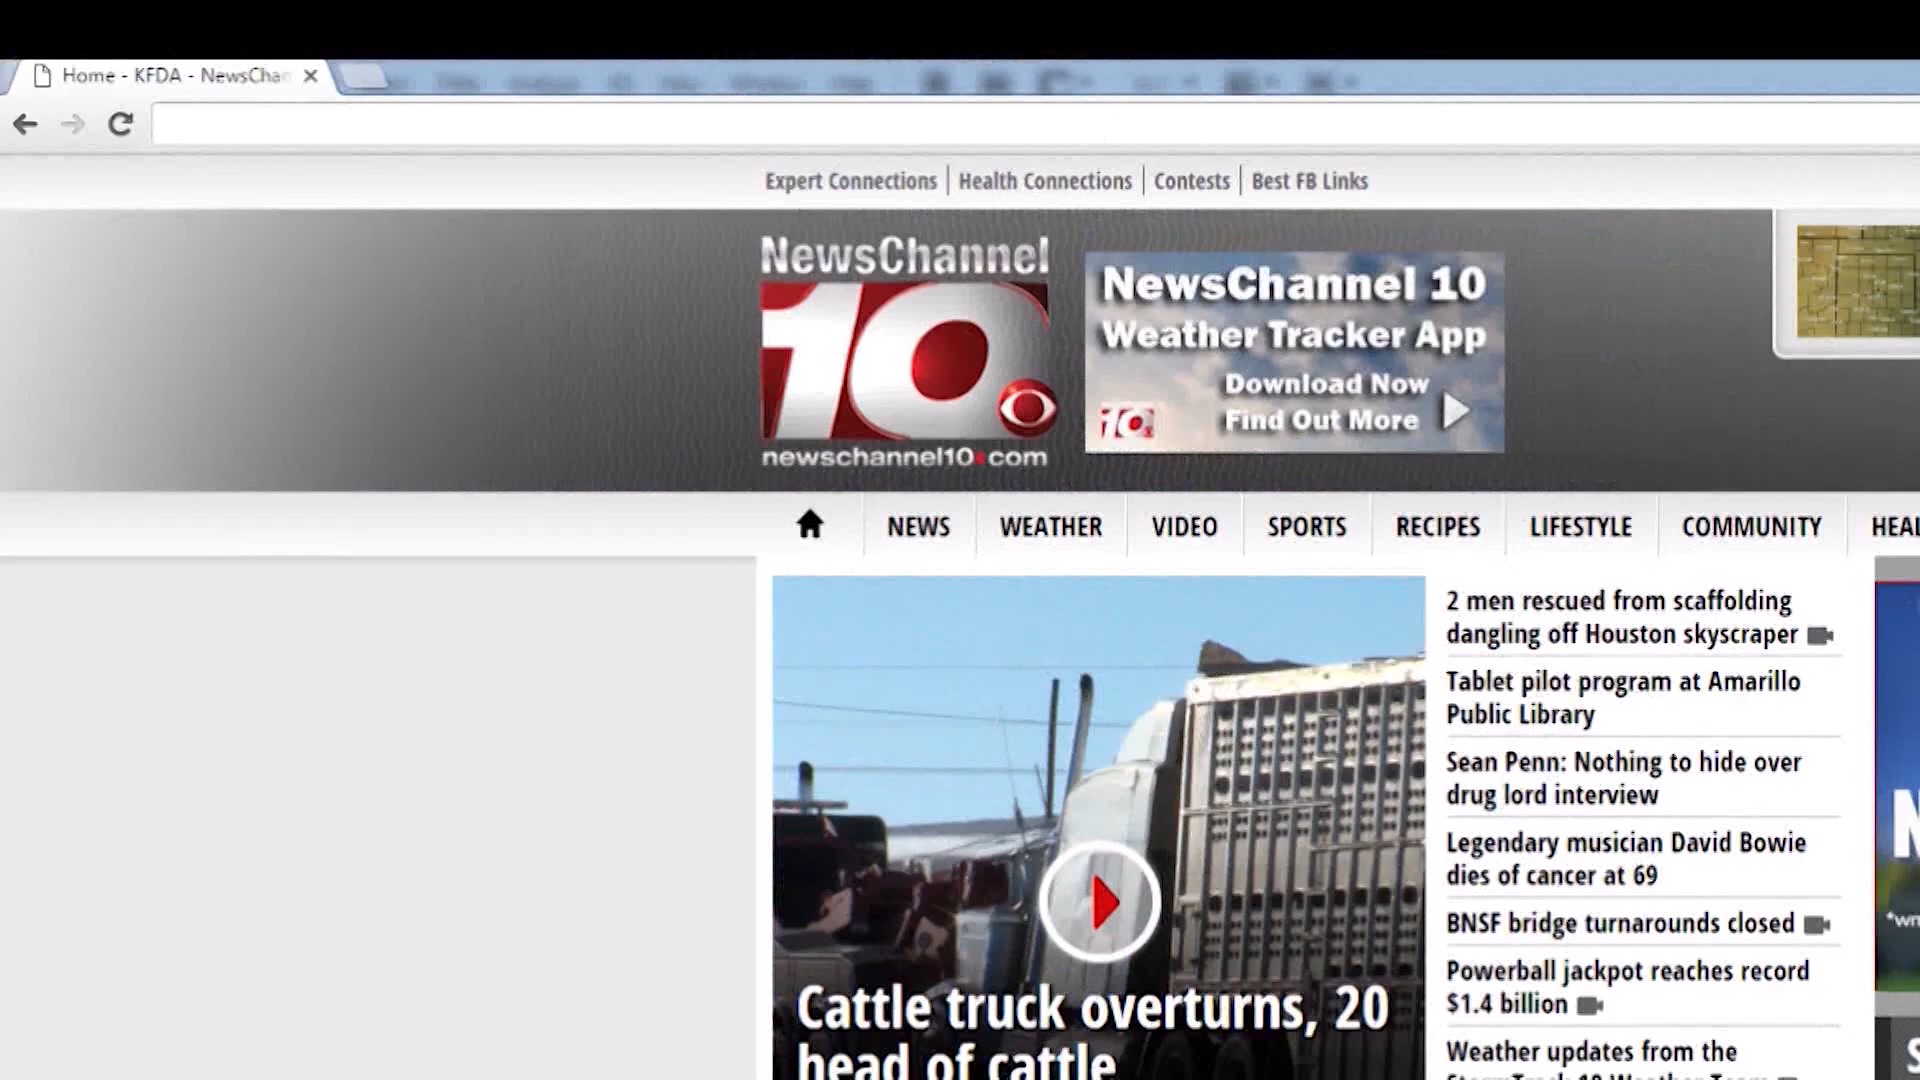 Home - KFDA - NewsChan
Expert Connections
Health Connections
Contests
Best FB Links
NewsChannel
10
newschannel10.com
NewsChannel 10
Weather Tracker App
Download Now
Find Out More
10
NEWS
WEATHER
VIDEO
SPORTS
RECIPES
LIFESTYLE
COMMUNITY
HEAL
2 men rescued from scaffolding
dangling off Houston skyscraper
Tablet pilot program at Amarillo
Public Library
Sean Penn: Nothing to hide over
drug lord interview
Legendary musician David Bowie
dies of cancer at 69
BNSF bridge turnarounds closed
Powerball jackpot reaches record
$1.4 billion
Weather updates from the
Cattle truck overturns, 20
head of cattle